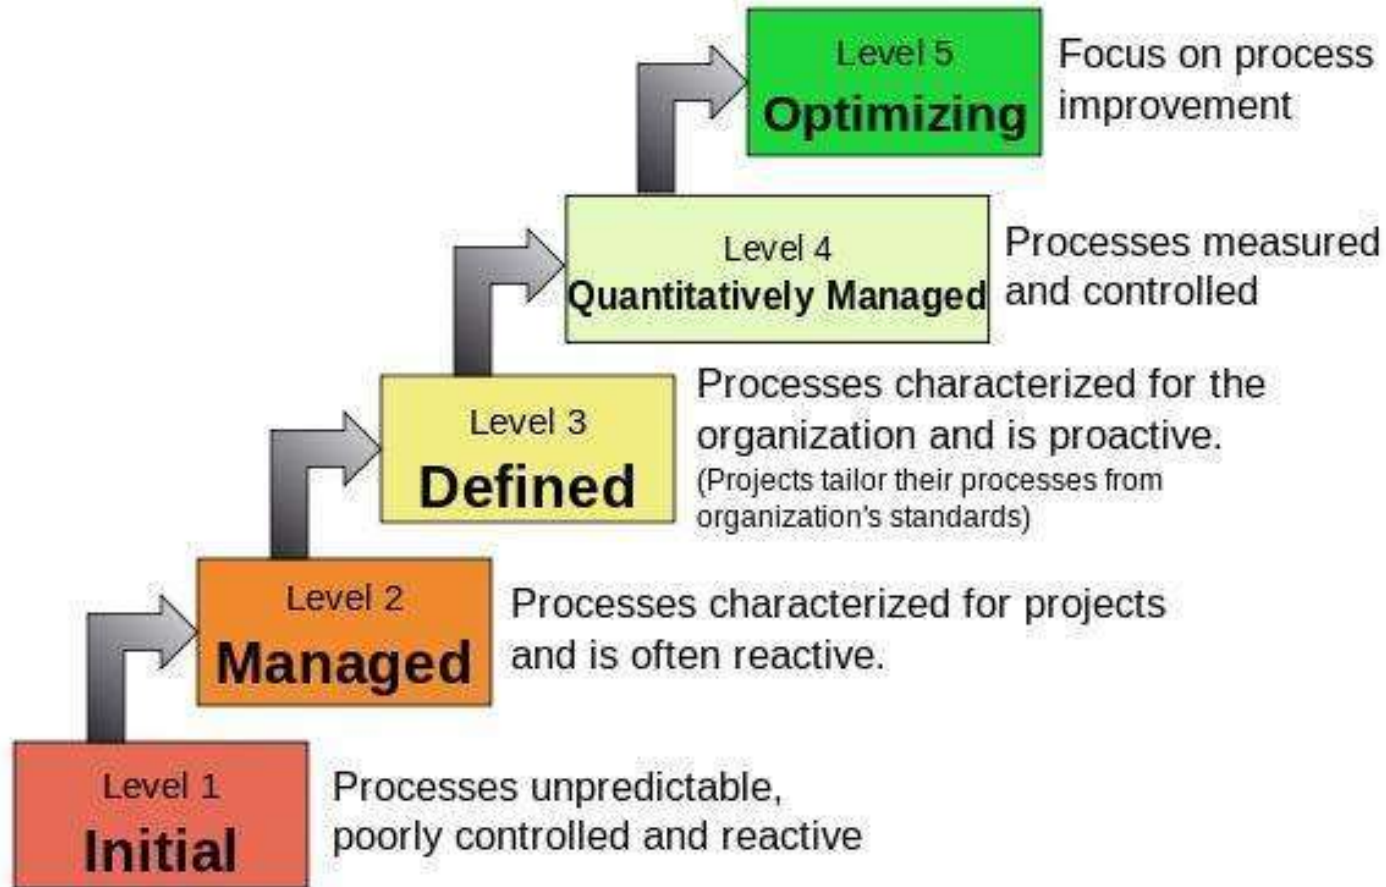 Level 5
Optimizing
Focus on process
improvement
Level 4
Quantitatively Managed
Processes measured
and controlled
Level 3
Defined
Processes characterized for the
organization and is proactive.
(Projects tailor their processes from
organization's standards)
Level 2
Managed
Processes characterized for projects
and is often reactive.
Level 1
Initial
Processes unpredictable,
poorly controlled and reactive